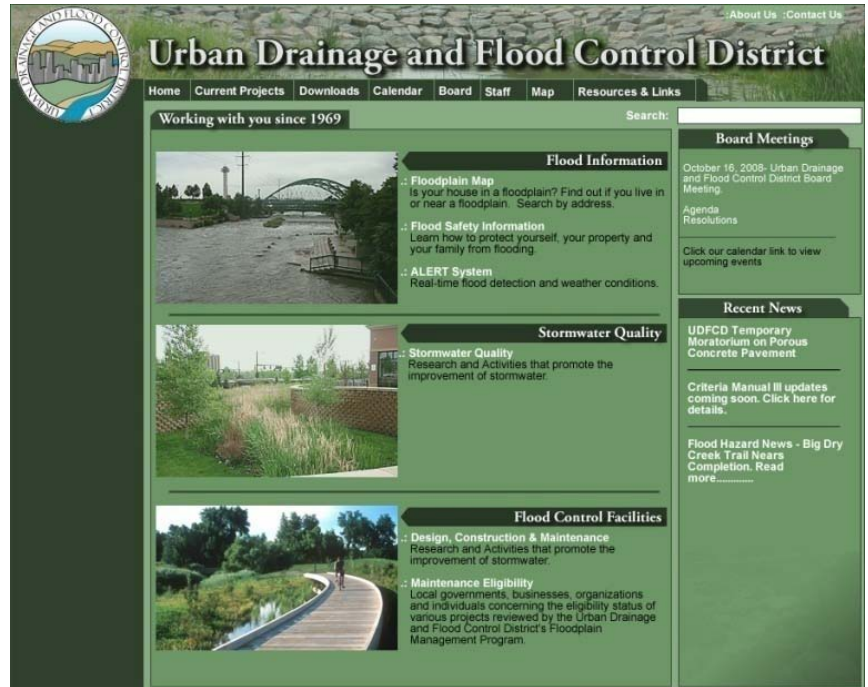 :About Us :Contact Us
URBAN DRAINAGE AND FLOOD CONTROL DISTRICT
Urban Drainage and Flood Control District
Home Current Projects Downloads Calendar Board Staff Map Resources & Links
Working with you since 1969
Search:
Flood Information
.: Floodplain Map
Is your house in a floodplain? Find out if you live in
or near a floodplain. Search by address.
.: Flood Safety Information
Learn how to protect yourself, your property and
your family from flooding.
.: ALERT System
Real-time flood detection and weather conditions.
Stormwater Quality
.: Stormwater Quality
Research and Activities that promote the
improvement of stormwater.
Flood Control Facilities
.: Design, Construction & Maintenance
Research and Activities that promote the
improvement of stormwater.
.: Maintenance Eligibility
Local governments, businesses, organizations
and individuals concerning the eligibility status of
various projects reviewed by the Urban Drainage
and Flood Control District's Floodplain
Management Program.
Board Meetings
October 16, 2008- Urban Drainage
and Flood Control District Board
Meeting.
Agenda
Resolutions
Click our calendar link to view
upcoming events
Recent News
UDFCD Temporary
Moratorium on Porous
Concrete Pavement
Criteria Manual III updates
coming soon. Click here for
details.
Flood Hazard News - Big Dry
Creek Trail Nears
Completion. Read
more.............